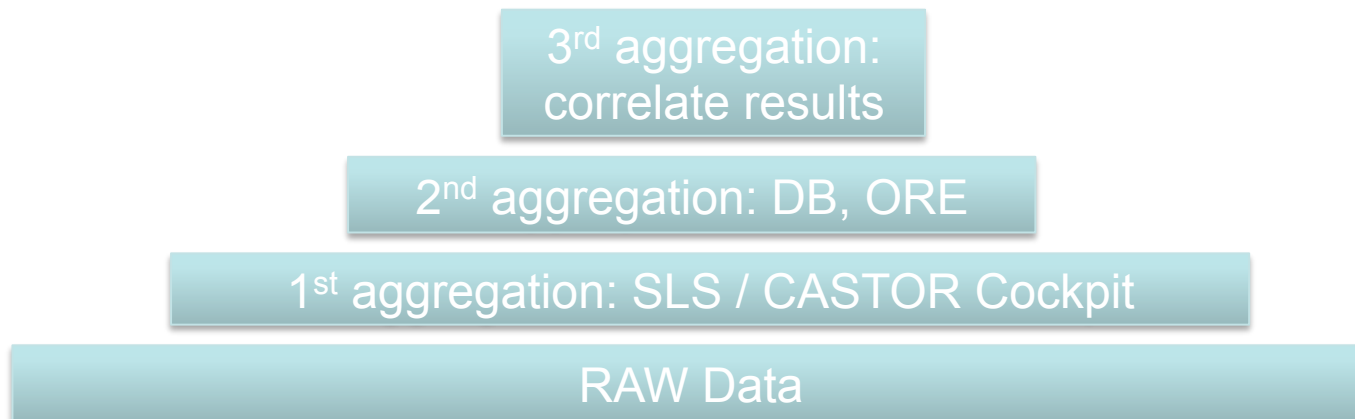 3rd aggregation:
correlate results
2nd aggregation: DB, ORE
1st aggregation: SLS / CASTOR Cockpit
RAW Data